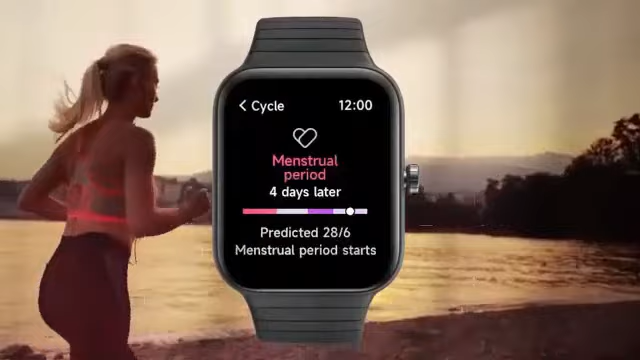 Cycle
12:00
Menstrual
period
4 days later
Predicted 28/6
Menstrual period starts